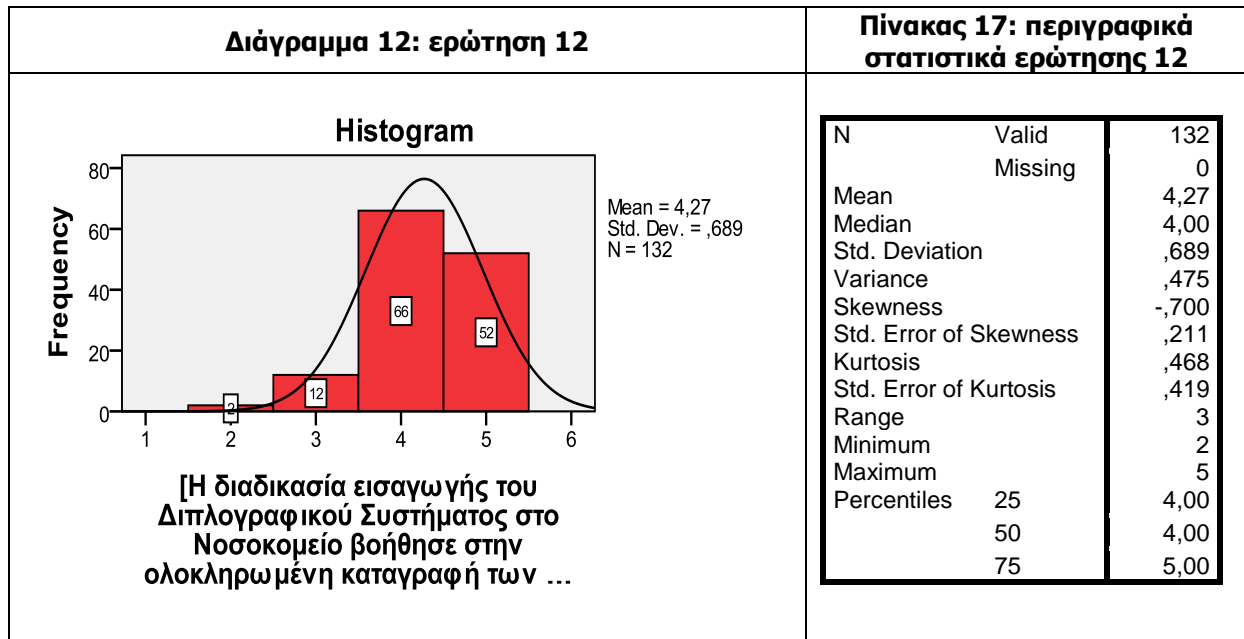 Διάγραμμα 12: ερώτηση 12
Πίνακας 17: περιγραφικά
στατιστικά ερώτησης 12
Histogram
Frequency
80
60
40
20
0
2
12
66
52
1 2 3 4 5 6
Mean = 4,27
Std. Dev. = ,689
N = 132
[Η διαδικασία εισαγωγής του
Διπλογραφικού Συστήματος στο
Νοσοκομείο βοήθησε στην
ολοκληρωμένη καταγραφή των ...
N Valid 132
Missing 0
Mean 4,27
Median 4,00
Std. Deviation ,689
Variance ,475
Skewness -,700
Std. Error of Skewness ,211
Kurtosis ,468
Std. Error of Kurtosis ,419
Range 3
Minimum 2
Maximum 5
Percentiles 25 4,00
50 4,00
75 5,00